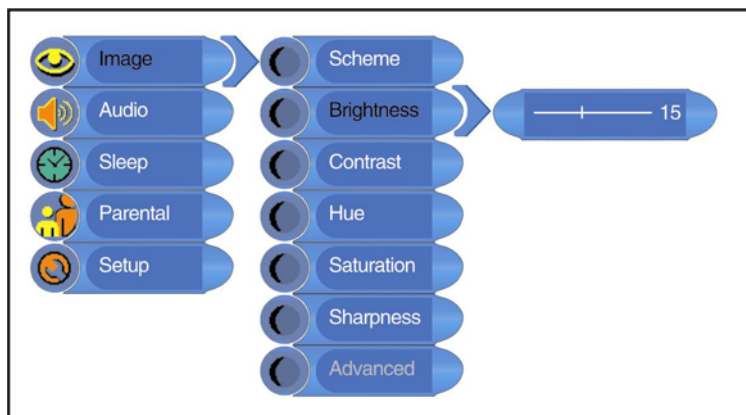 Image
Audio
Sleep
Parental
Setup
Scheme
Brightness
Contrast
Hue
Saturation
Sharpness
Advanced
15